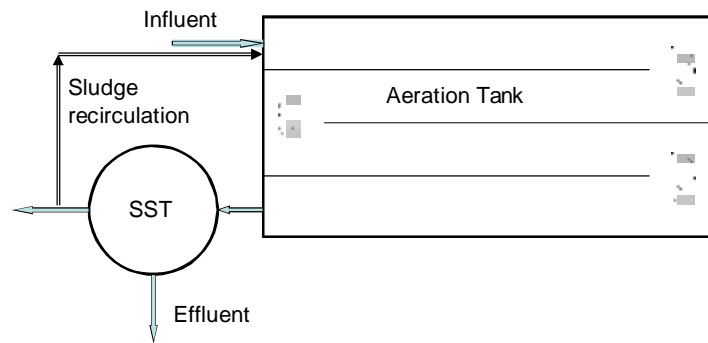 Influent
Sludge
recirculation
Aeration Tank
SST
Effluent